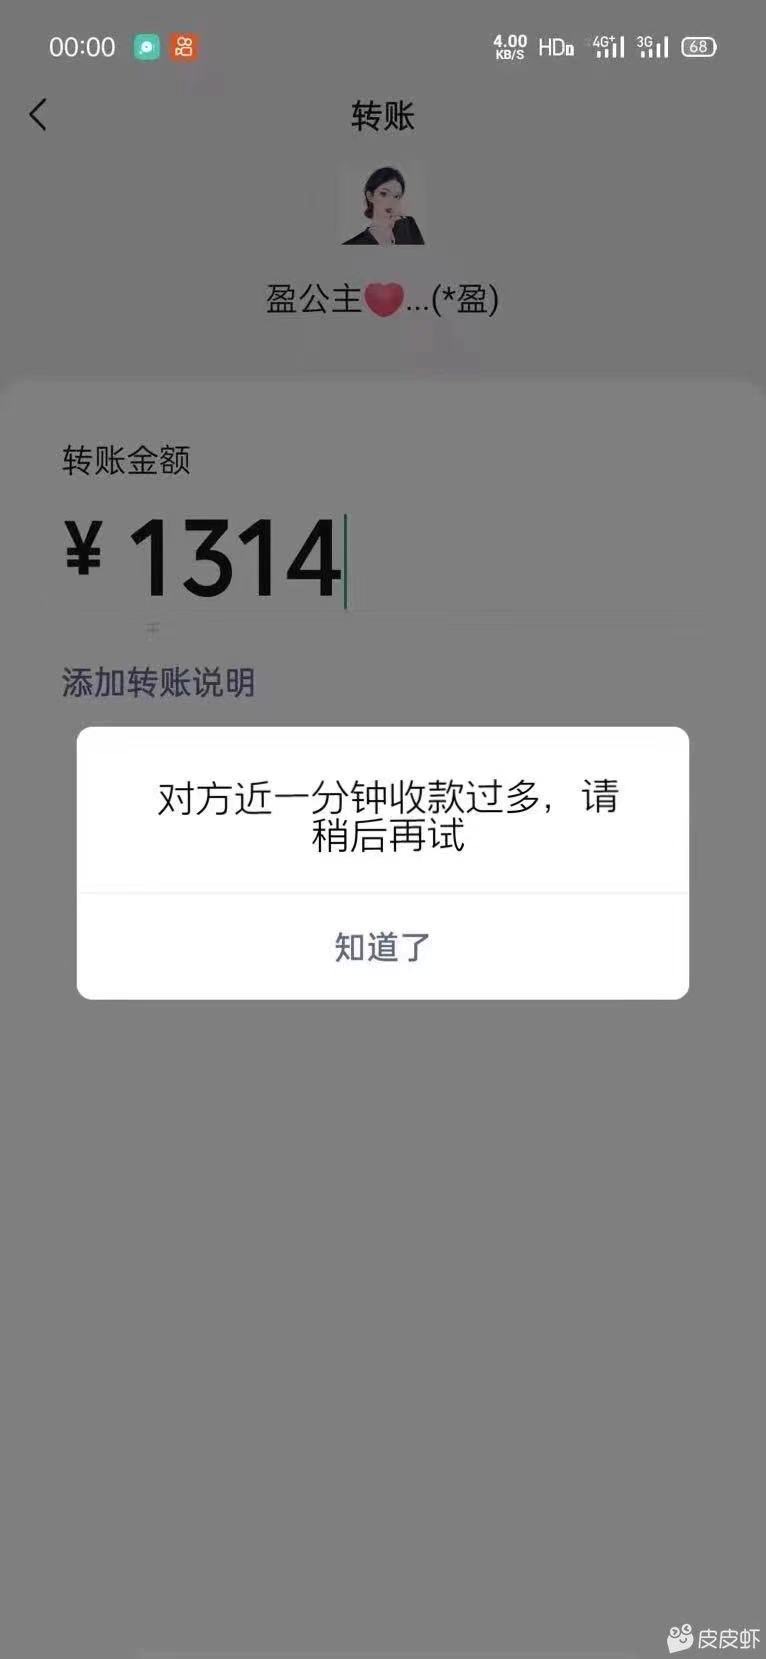 00:00 4.00 KB/S HD 4G+ 3G 68
转账
盈公主❤...(*盈)
转账金额
¥1314
千
添加转账说明
对方近一分钟收款过多，请
稍后再试
知道了
皮皮虾